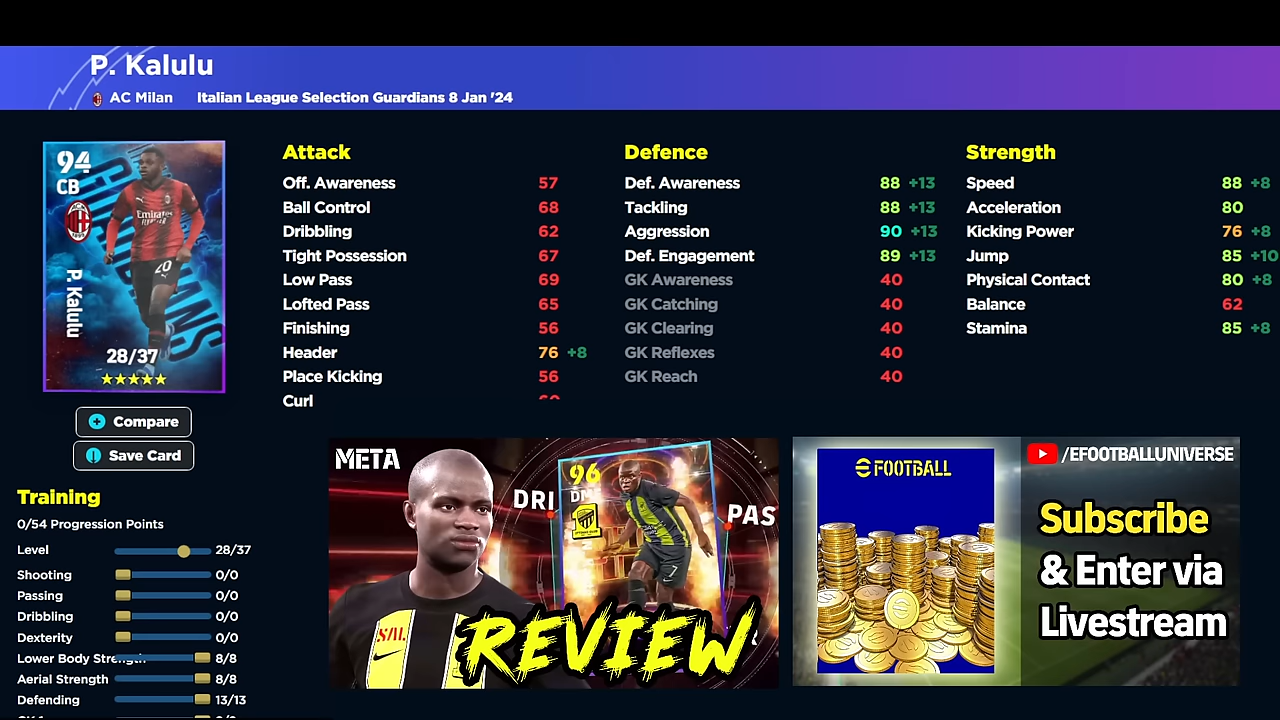 P. Kalulu
AC Milan Italian League Selection Guardians 8 Jan '24
94
CB
GUARDIANS
Emirates
20
P. Kalulu
28/37
Compare
Save Card
Training
0/54 Progression Points
Level 28/37
Shooting 0/0
Passing 0/0
Dribbling 0/0
Dexterity 0/0
Lower Body Strength 8/8
Aerial Strength 8/8
Defending 13/13
Attack
Off. Awareness 57
Ball Control 68
Dribbling 62
Tight Possession 67
Low Pass 69
Lofted Pass 65
Finishing 56
Header 76 +8
Place Kicking 56
Curl
Defence
Def. Awareness 88 +13
Tackling 88 +13
Aggression 90 +13
Def. Engagement 89 +13
GK Awareness 40
GK Catching 40
GK Clearing 40
GK Reflexes 40
GK Reach 40
Strength
Speed 88 +8
Acceleration 80
Kicking Power 76 +8
Jump 85 +10
Physical Contact 80 +8
Balance 62
Stamina 85 +8
META
DRI
96
DM
7
PAS
REVIEW
FOOTBALL
/EFOOTBALLUNIVERSE
Subscribe
& Enter via
Livestream